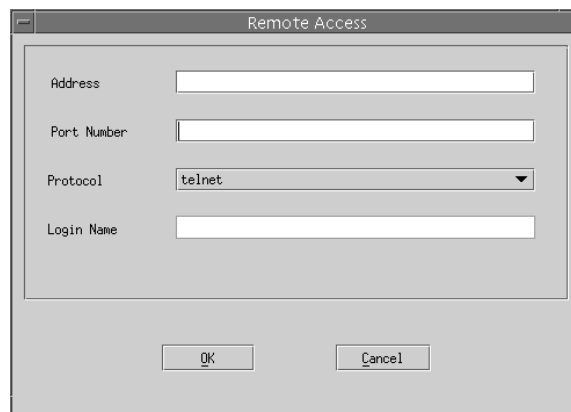 Remote Access
Address
Port Number
Protocol
telnet
Login Name
OK
Cancel